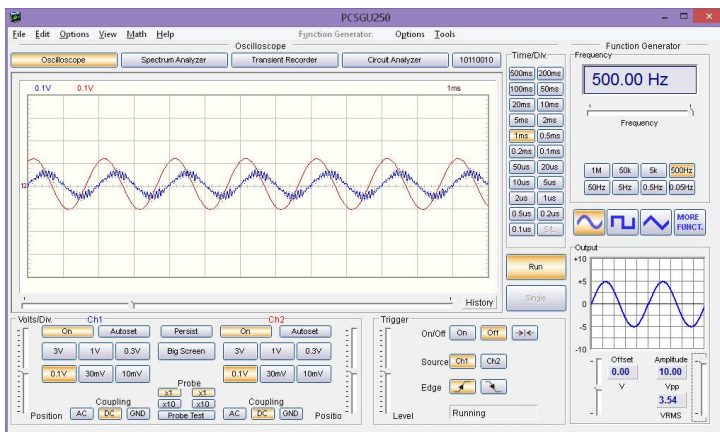 PCSGU250
File Edit Options View Math Help Function Generator: Options Tools
Oscilloscope
Oscilloscope Spectrum Analyzer Transient Recorder Circuit Analyzer 10110010
0.1V 0.1V 1ms
12
History
Time/Div.
500ms 200ms
100ms 50ms
20ms 10ms
5ms 2ms
1ms 0.5ms
0.2ms 0.1ms
50us 20us
10us 5us
2us 1us
0.5us 0.2us
0.1us S/L
Run
Single
Function Generator
Frequency
500.00 Hz
Frequency
1M 50k 5k 500Hz
50Hz 5Hz 0.5Hz 0.05Hz
MORE
FUNCT.
Output
+10
+5
0
-5
-10
Offset Amplitude
0.00 10.00
V Vpp
3.54
VRMS
Volts/Div. Ch1 Ch2
On Autoset Persist On Autoset
3V 1V 0.3V Big Screen 3V 1V 0.3V
0.1V 30mV 10mV 0.1V 30mV 10mV
Probe
x1 x1
x10 x10
Coupling Coupling
Position AC DC GND Probe Test AC DC GND Positio
Trigger
On/Off On Off
Source Ch1 Ch2
Edge
Level Running